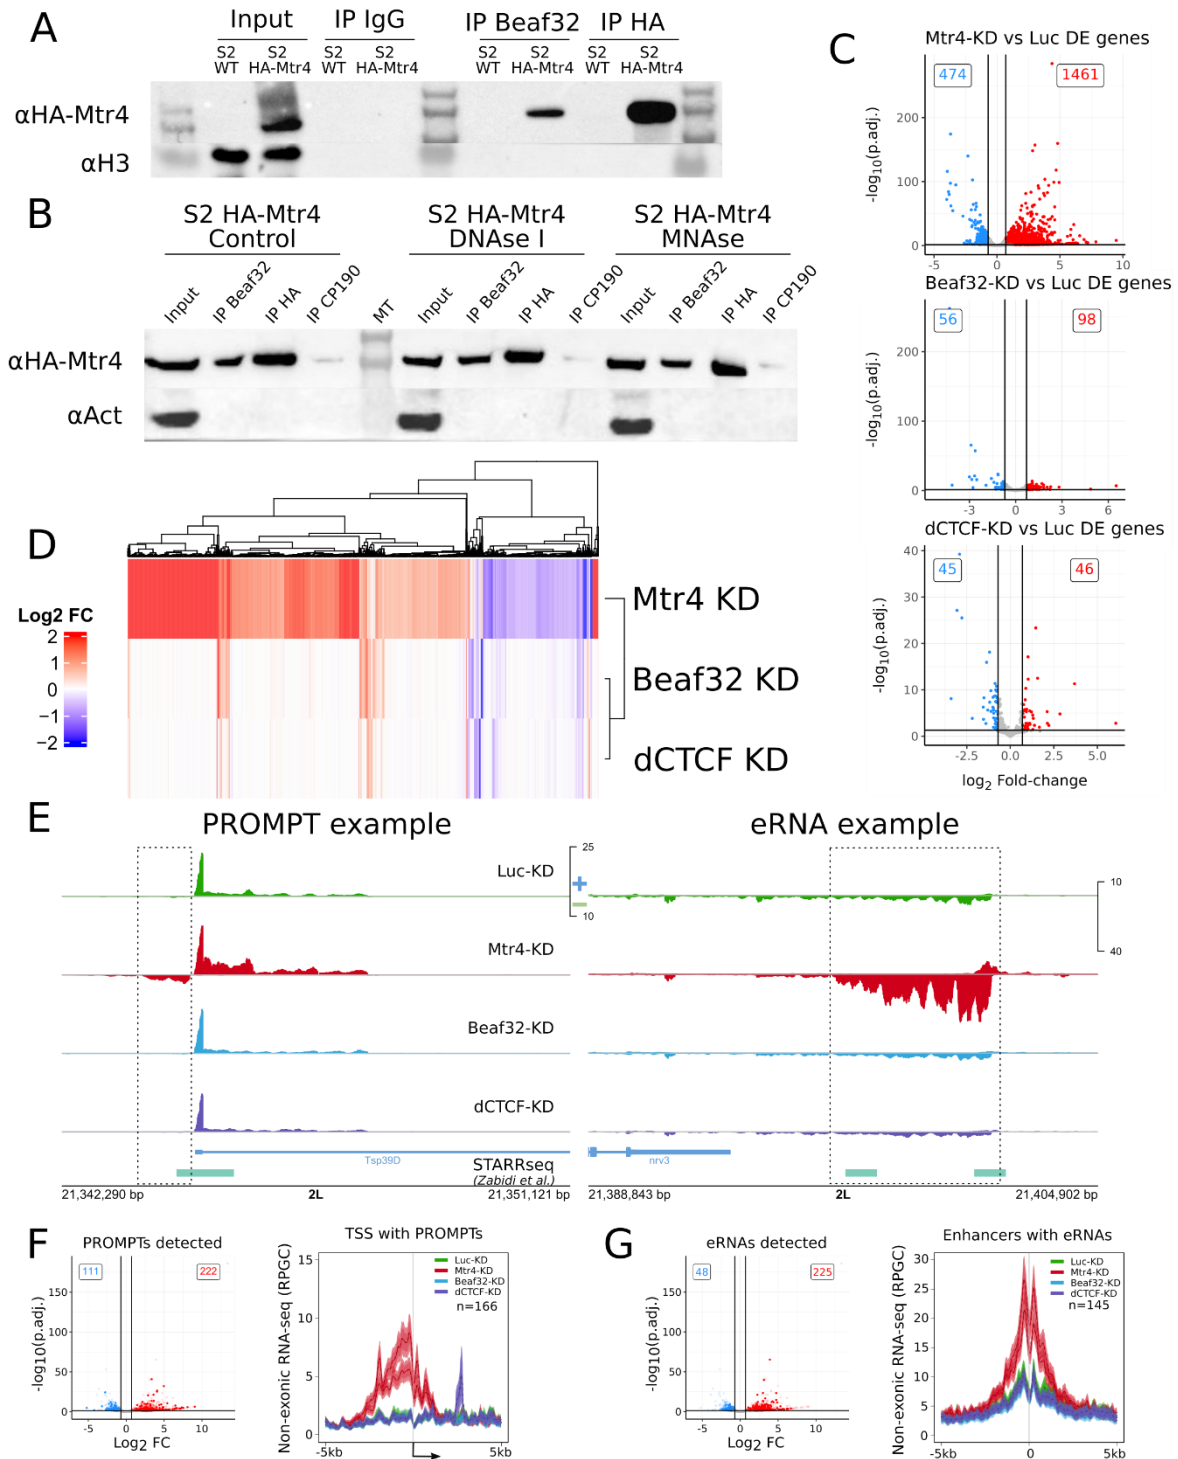 A
Input
IP IgG
IP Beaf32
IP HA
S2 WT
S2 HA-Mtr4
S2 WT
S2 HA-Mtr4
S2 WT
S2 HA-Mtr4
S2 WT
S2 HA-Mtr4
αHA-Mtr4
αH3
B
S2 HA-Mtr4
Control
S2 HA-Mtr4
DNAse I
S2 HA-Mtr4
MNAse
Input
IP Beaf32
IP HA
IP CP190
MT
Input
IP Beaf32
IP HA
IP CP190
Input
IP Beaf32
IP HA
IP CP190
αHA-Mtr4
αAct
C
Mtr4-KD vs Luc DE genes
474
1461
-log10(p.adj.)
200
100
0
-5
0
5
10
Beaf32-KD vs Luc DE genes
56
98
-log10(p.adj.)
200
100
0
-3
0
3
6
dCTCF-KD vs Luc DE genes
45
46
-log10(p.adj.)
40
30
20
10
0
-2.5
0.0
2.5
5.0
log2 Fold-change
D
Log2 FC
2
1
0
−1
−2
Mtr4 KD
Beaf32 KD
dCTCF KD
E
PROMPT example
eRNA example
Luc-KD
25
+
−
10
10
40
Mtr4-KD
Beaf32-KD
dCTCF-KD
Tsp39D
nrv3
STARRseq
(Zabidi et al.)
21,342,290 bp
2L
21,351,121 bp
21,388,843 bp
2L
21,404,902 bp
F
PROMPTs detected
111
222
-log10(p.adj.)
150
100
50
0
-5
0
5
10
Log2 FC
TSS with PROMPTs
Luc-KD
Mtr4-KD
Beaf32-KD
dCTCF-KD
n=166
Non-exonic RNA-seq (RPGC)
15
10
5
0
-5kb
5kb
G
eRNAs detected
48
225
-log10(p.adj.)
150
100
50
0
-5
0
5
10
Log2 FC
Enhancers with eRNAs
Luc-KD
Mtr4-KD
Beaf32-KD
dCTCF-KD
n=145
Non-exonic RNA-seq (RPGC)
30
25
20
15
10
5
0
-5kb
0
5kb